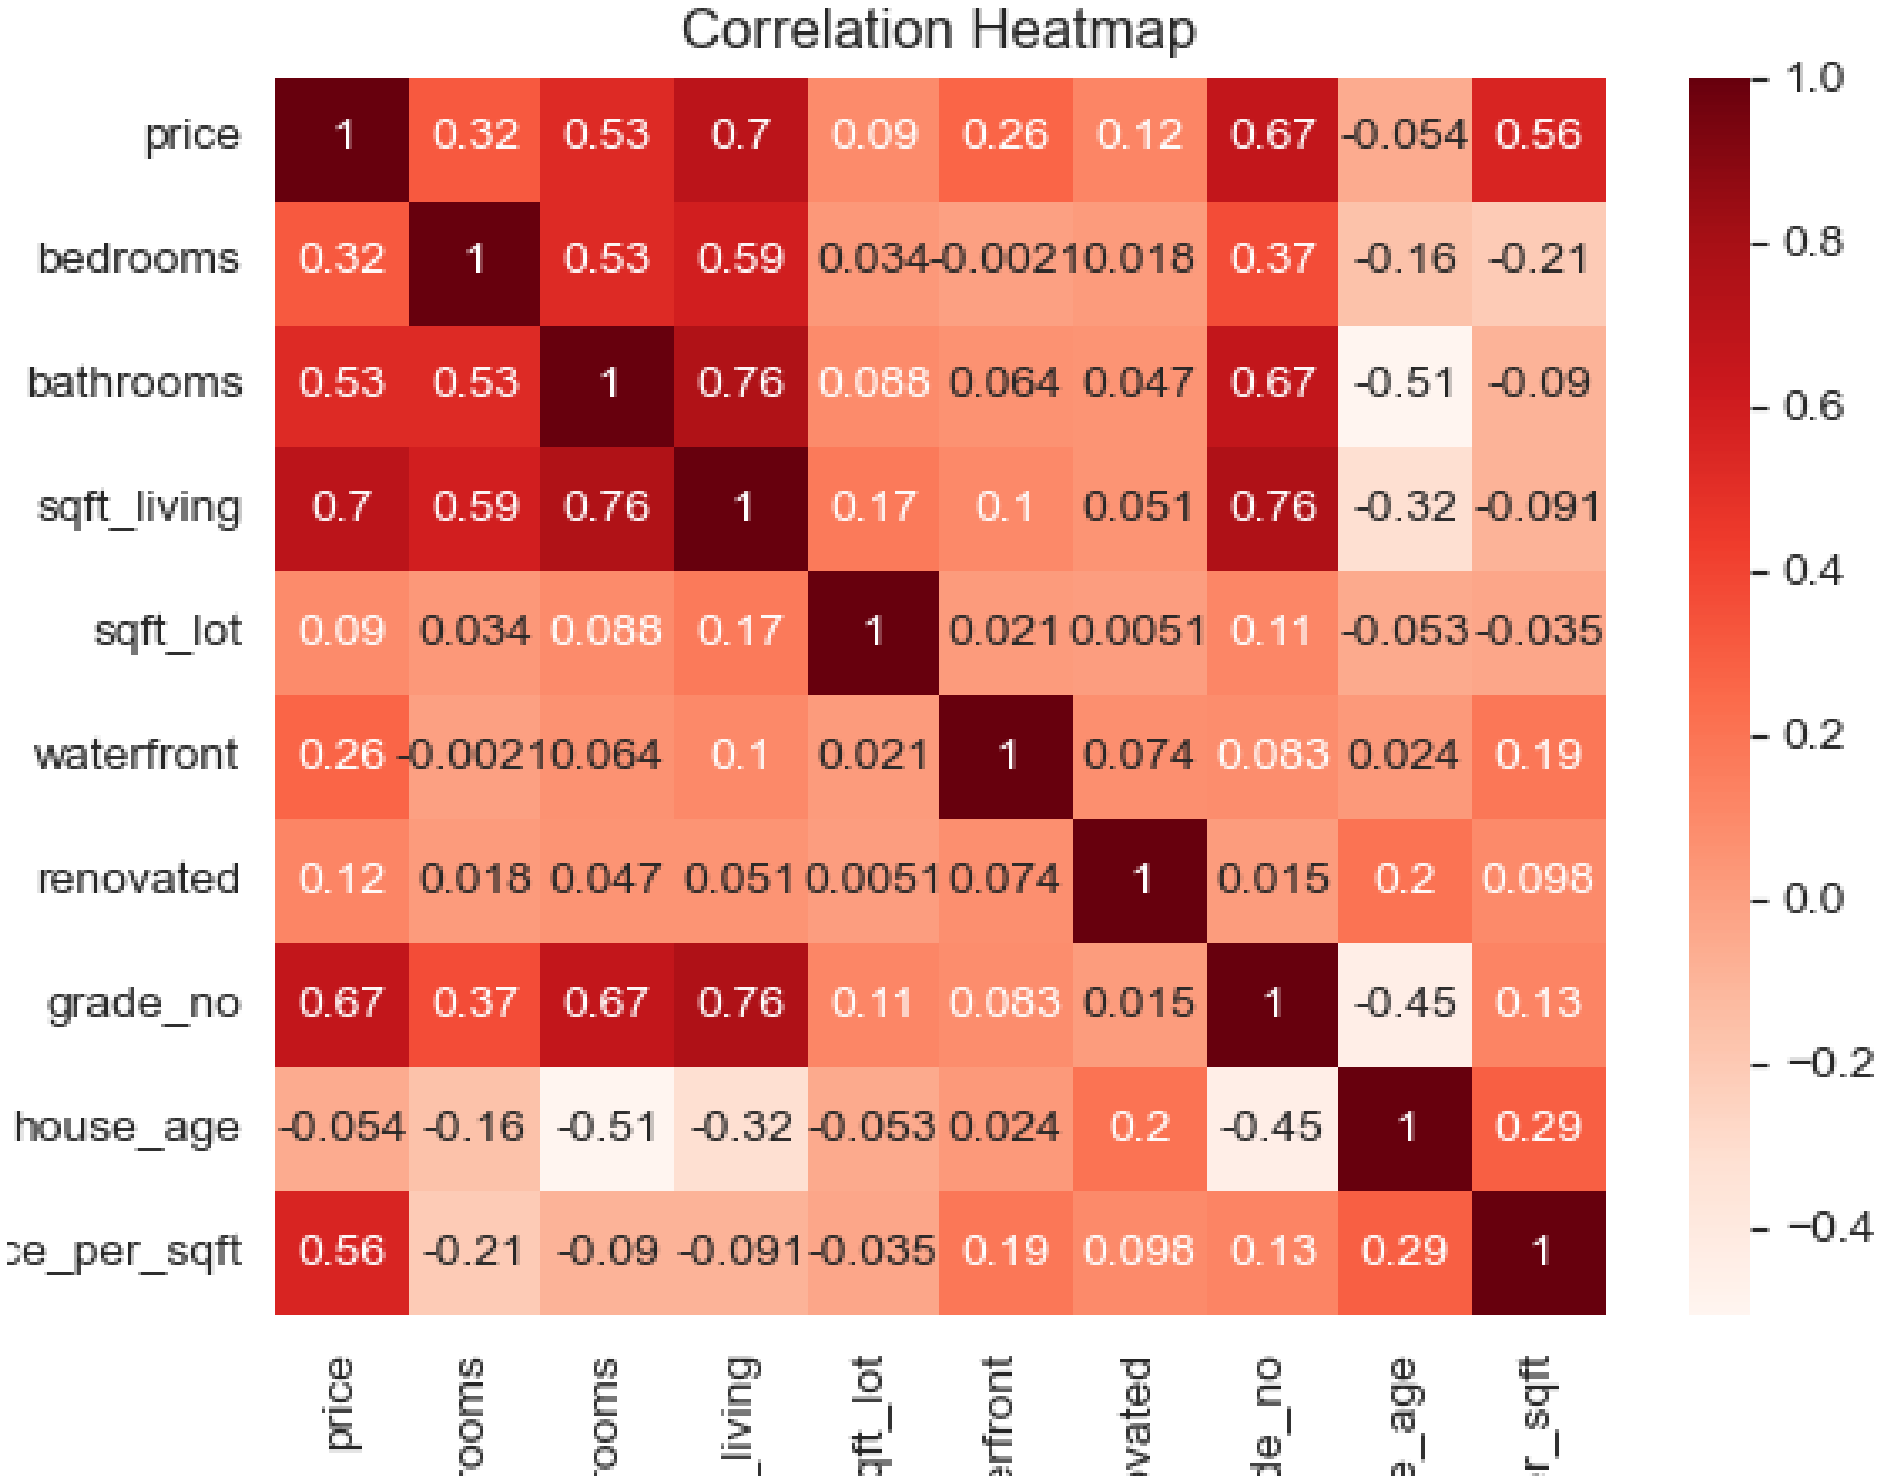 Correlation Heatmap
1.0
price 1 0.32 0.53 0.7 0.09 0.26 0.12 0.67 -0.054 0.56
0.8
bedrooms 0.32 1 0.53 0.59 0.034 -0.0021 0.018 0.37 -0.16 -0.21
bathrooms 0.53 0.53 1 0.76 0.088 0.064 0.047 0.67 -0.51 -0.09
0.6
sqft_living 0.7 0.59 0.76 1 0.17 0.1 0.051 0.76 -0.32 -0.091
0.4
sqft_lot 0.09 0.034 0.088 0.17 1 0.021 0.0051 0.11 -0.053 -0.035
0.2
waterfront 0.26 -0.0021 0.064 0.1 0.021 1 0.074 0.083 0.024 0.19
renovated 0.12 0.018 0.047 0.051 0.0051 0.074 1 0.015 0.2 0.098
0.0
grade_no 0.67 0.37 0.67 0.76 0.11 0.083 0.015 1 -0.45 0.13
−0.2
house_age -0.054 -0.16 -0.51 -0.32 -0.053 0.024 0.2 -0.45 1 0.29
−0.4
ce_per_sqft 0.56 -0.21 -0.09 -0.091 -0.035 0.19 0.098 0.13 0.29 1
price
rooms
rooms
_living
qft_lot
erfront
ovated
de_no
e_age
er_sqft